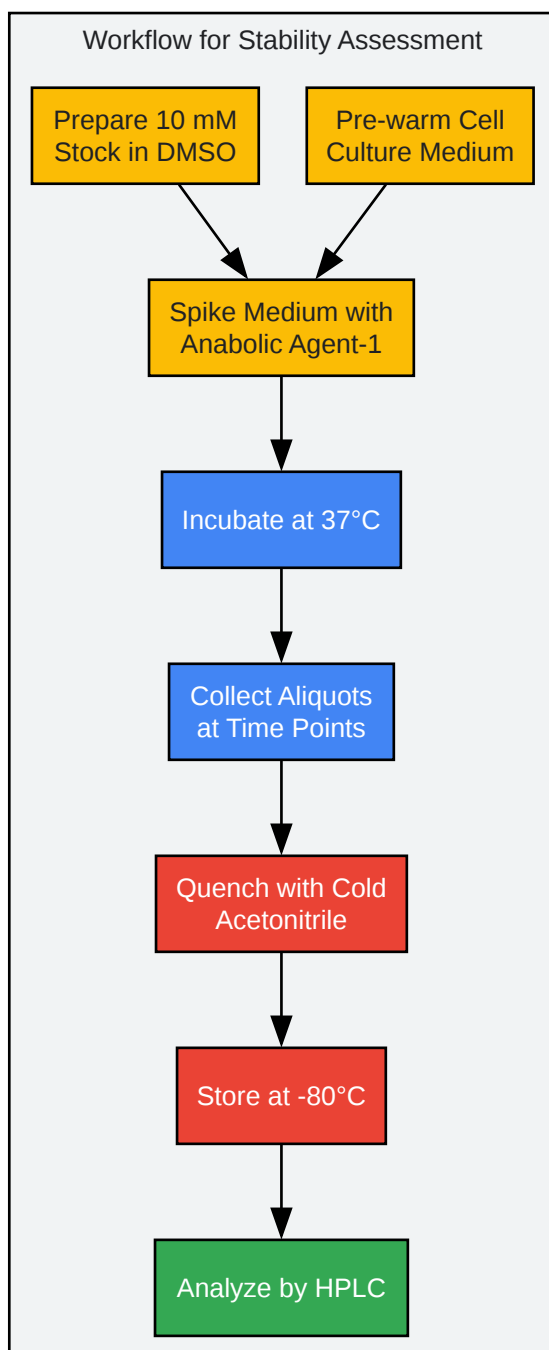 Workflow for Stability Assessment
Prepare 10 mM
Stock in DMSO
Pre-warm Cell
Culture Medium
Spike Medium with
Anabolic Agent-1
Incubate at 37°C
Collect Aliquots
at Time Points
Quench with Cold
Acetonitrile
Store at -80°C
Analyze by HPLC